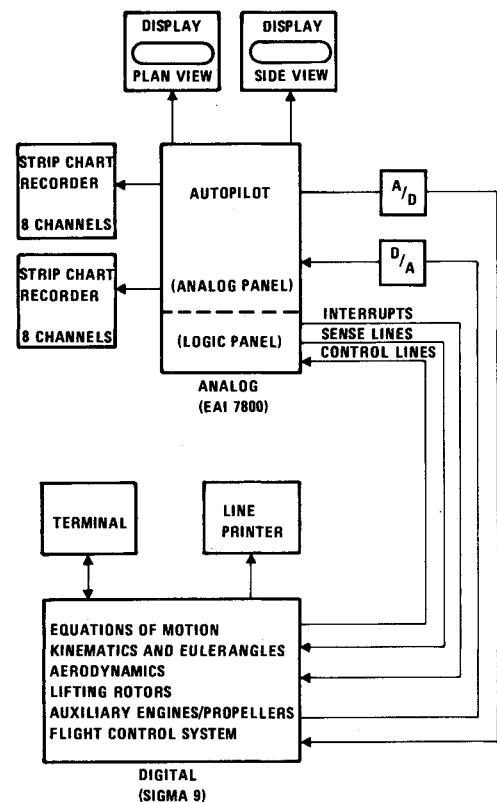 DISPLAY
PLAN VIEW
DISPLAY
SIDE VIEW
STRIP CHART
RECORDER
8 CHANNELS
AUTOPILOT
A/D
STRIP CHART
RECORDER
8 CHANNELS
D/A
(ANALOG PANEL)
(LOGIC PANEL)
INTERRUPTS
SENSE LINES
CONTROL LINES
ANALOG
(EAI 7800)
TERMINAL
LINE
PRINTER
EQUATIONS OF MOTION
KINEMATICS AND EULERANGLES
AERODYNAMICS
LIFTING ROTORS
AUXILIARY ENGINES/PROPELLERS
FLIGHT CONTROL SYSTEM
DIGITAL
(SIGMA 9)